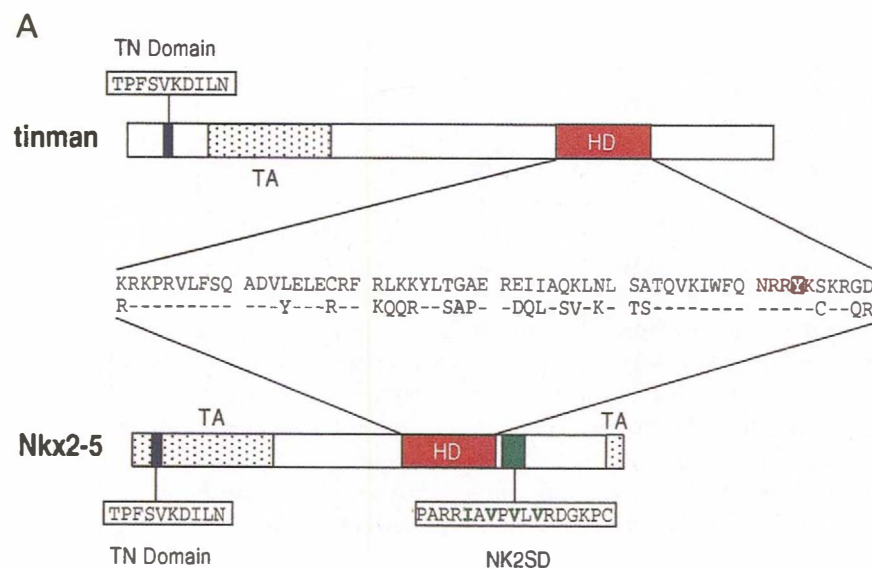 A
TN Domain
TPFSVKDILN
tinman
HD
TA
KRKPRVLFSQ ADVLELECRF RLKKYLTGAE REIIAQKLNL SATQVKIWFQ NRRYKSKRGD
R--------- ---Y---R-- KQQR--SAP- -DQL-SV-K- TS-------- -----C--QR
TA
TA
Nkx2-5
HD
TPFSVKDILN
PARRIAVPVLVRDGKPC
TN Domain
NK2SD